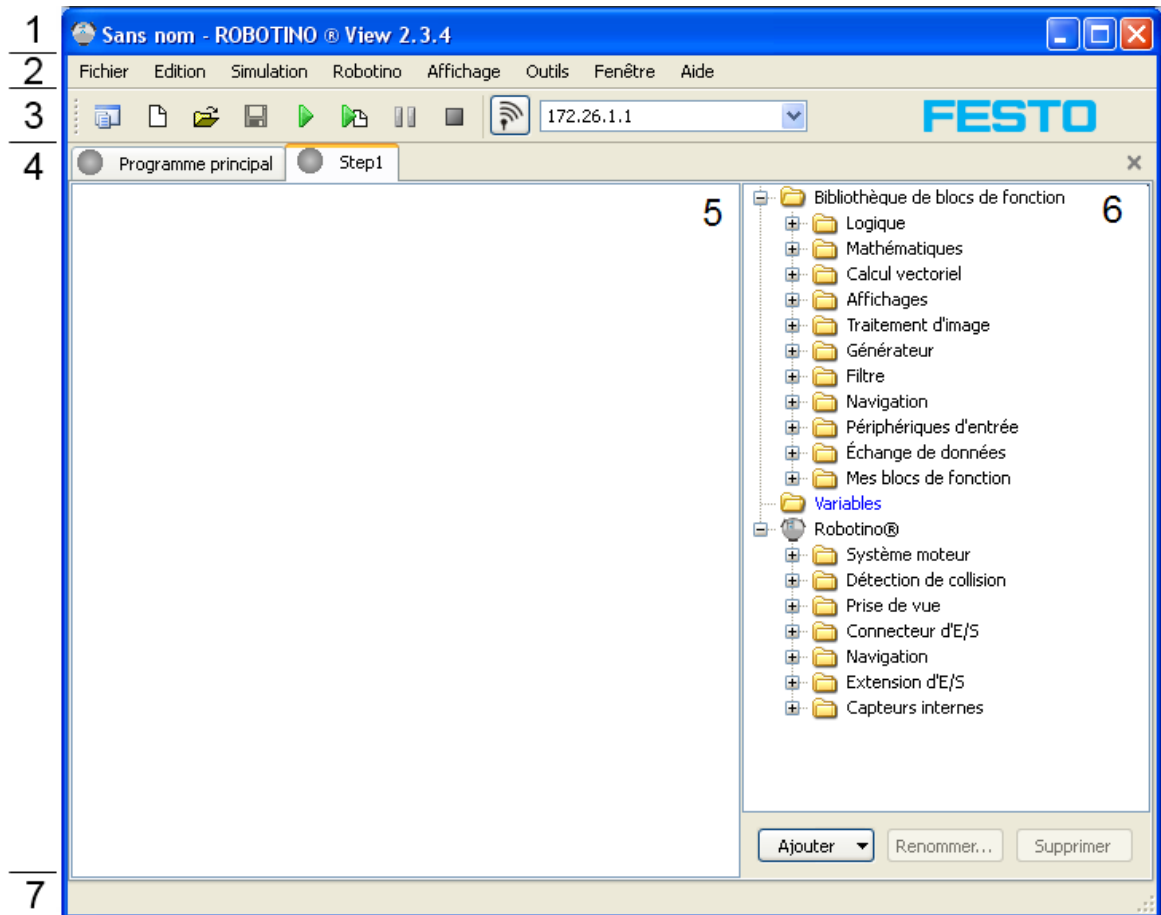 1
Sans nom - ROBOTINO ® View 2.3.4
2
Fichier Edition Simulation Robotino Affichage Outils Fenêtre Aide
3
172.26.1.1
FESTO
4
Programme principal Step1
5
6
Bibliothèque de blocs de fonction
Logique
Mathématiques
Calcul vectoriel
Affichages
Traitement d'image
Générateur
Filtre
Navigation
Périphériques d'entrée
Échange de données
Mes blocs de fonction
Variables
Robotino®
Système moteur
Détection de collision
Prise de vue
Connecteur d'E/S
Navigation
Extension d'E/S
Capteurs internes
Ajouter Renommer... Supprimer
7